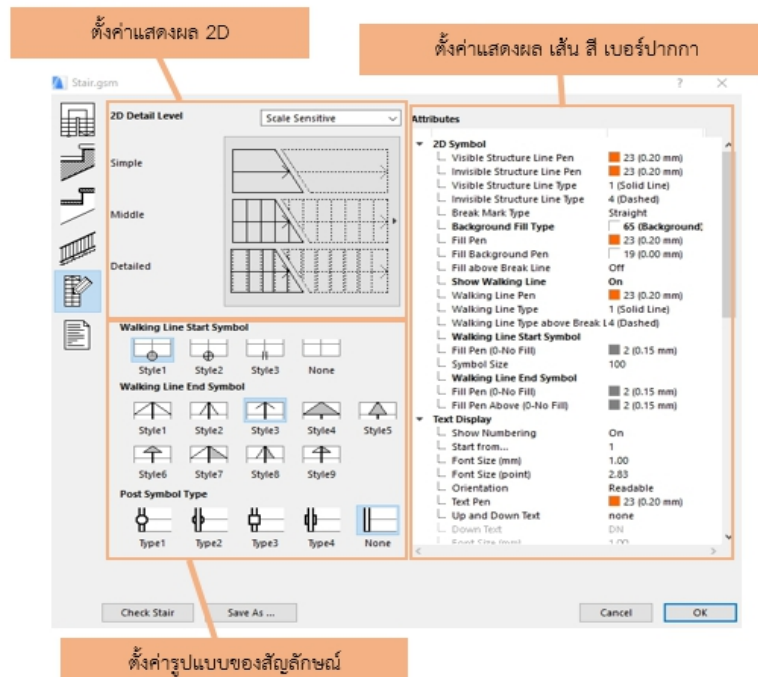 ตั้งค่าแสดงผล 2D
ตั้งค่าแสดงผล เส้น สี เบอร์ปากกา
Stair.gsm
?
2D Detail Level
Scale Sensitive
Simple
Middle
Detailed
Walking Line Start Symbol
Style1 Style2 Style3 None
Walking Line End Symbol
Style1 Style2 Style3 Style4 Style5
Style6 Style7 Style8 Style9
Post Symbol Type
Type1 Type2 Type3 Type4 None
Attributes
2D Symbol
Visible Structure Line Pen 23 (0.20 mm)
Invisible Structure Line Pen 23 (0.20 mm)
Visible Structure Line Type 1 (Solid Line)
Invisible Structure Line Type 4 (Dashed)
Break Mark Type Straight
Background Fill Type 65 (Background)
Fill Pen 23 (0.20 mm)
Fill Background Pen 19 (0.00 mm)
Fill above Break Line Off
Show Walking Line On
Walking Line Pen 23 (0.20 mm)
Walking Line Type 1 (Solid Line)
Walking Line Type above Break L 4 (Dashed)
Walking Line Start Symbol
Fill Pen (0-No Fill) 2 (0.15 mm)
Symbol Size 100
Walking Line End Symbol
Fill Pen (0-No Fill) 2 (0.15 mm)
Fill Pen Above (0-No Fill) 2 (0.15 mm)
Text Display
Show Numbering On
Start from... 1
Font Size (mm) 1.00
Font Size (point) 2.83
Orientation Readable
Text Pen 23 (0.20 mm)
Up and Down Text none
Down Text DN
Font Size (mm) 1.00
Check Stair Save As ... Cancel OK
ตั้งค่ารูปแบบของสัญลักษณ์